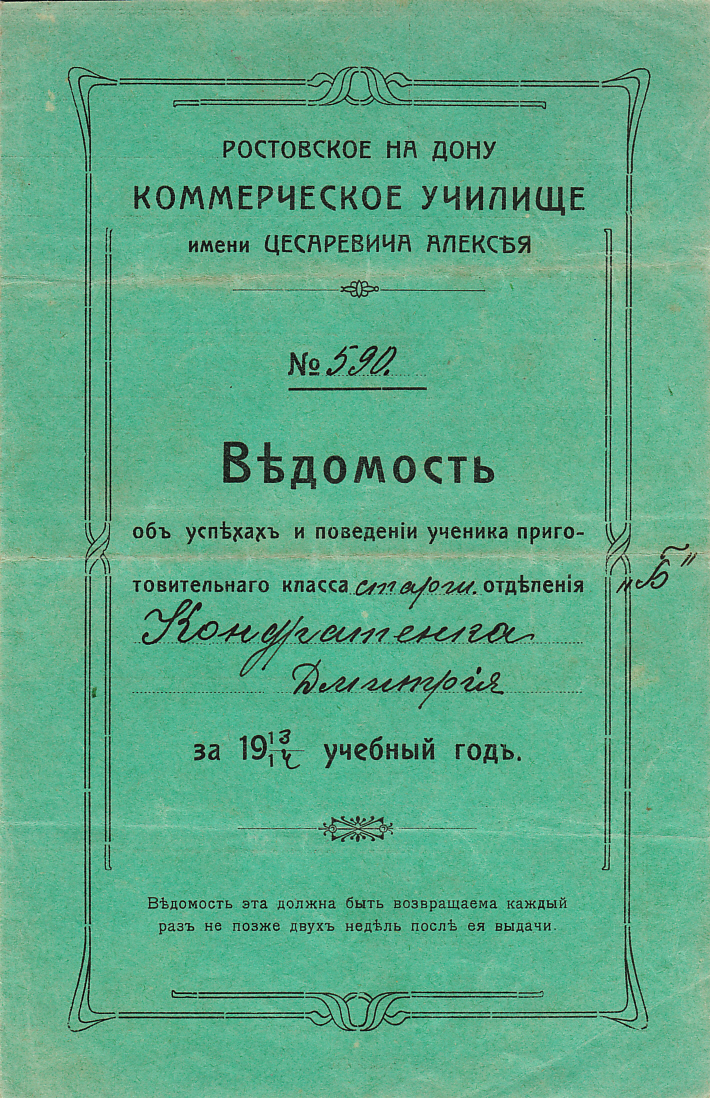 РОСТОВСКОЕ НА ДОНУ
КОММЕРЧЕСКОЕ УЧИЛИЩЕ
имени ЦЕСАРЕВИЧА АЛЕКСѢЯ
№ 590.
Вѣдомость
объ успѣхахъ и поведеніи ученика приго-
товительнаго класса старш. отдѣленія „Б"
Кондратенка
Дмитрія
за 19 13/14 учебный годъ.
Вѣдомость эта должна быть возвращаема каждый
разъ не позже двухъ недѣль послѣ ея выдачи.